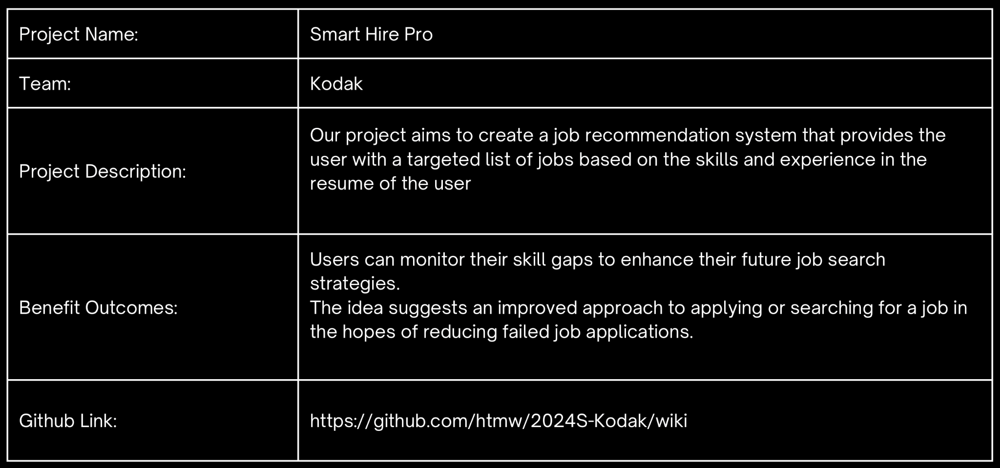 Project Name:
Smart Hire Pro
Team:
Kodak
Project Description:
Our project aims to create a job recommendation system that provides the
user with a targeted list of jobs based on the skills and experience in the
resume of the user
Benefit Outcomes:
Users can monitor their skill gaps to enhance their future job search
strategies.
The idea suggests an improved approach to applying or searching for a job in
the hopes of reducing failed job applications.
Github Link:
https://github.com/htmw/2024S-Kodak/wiki